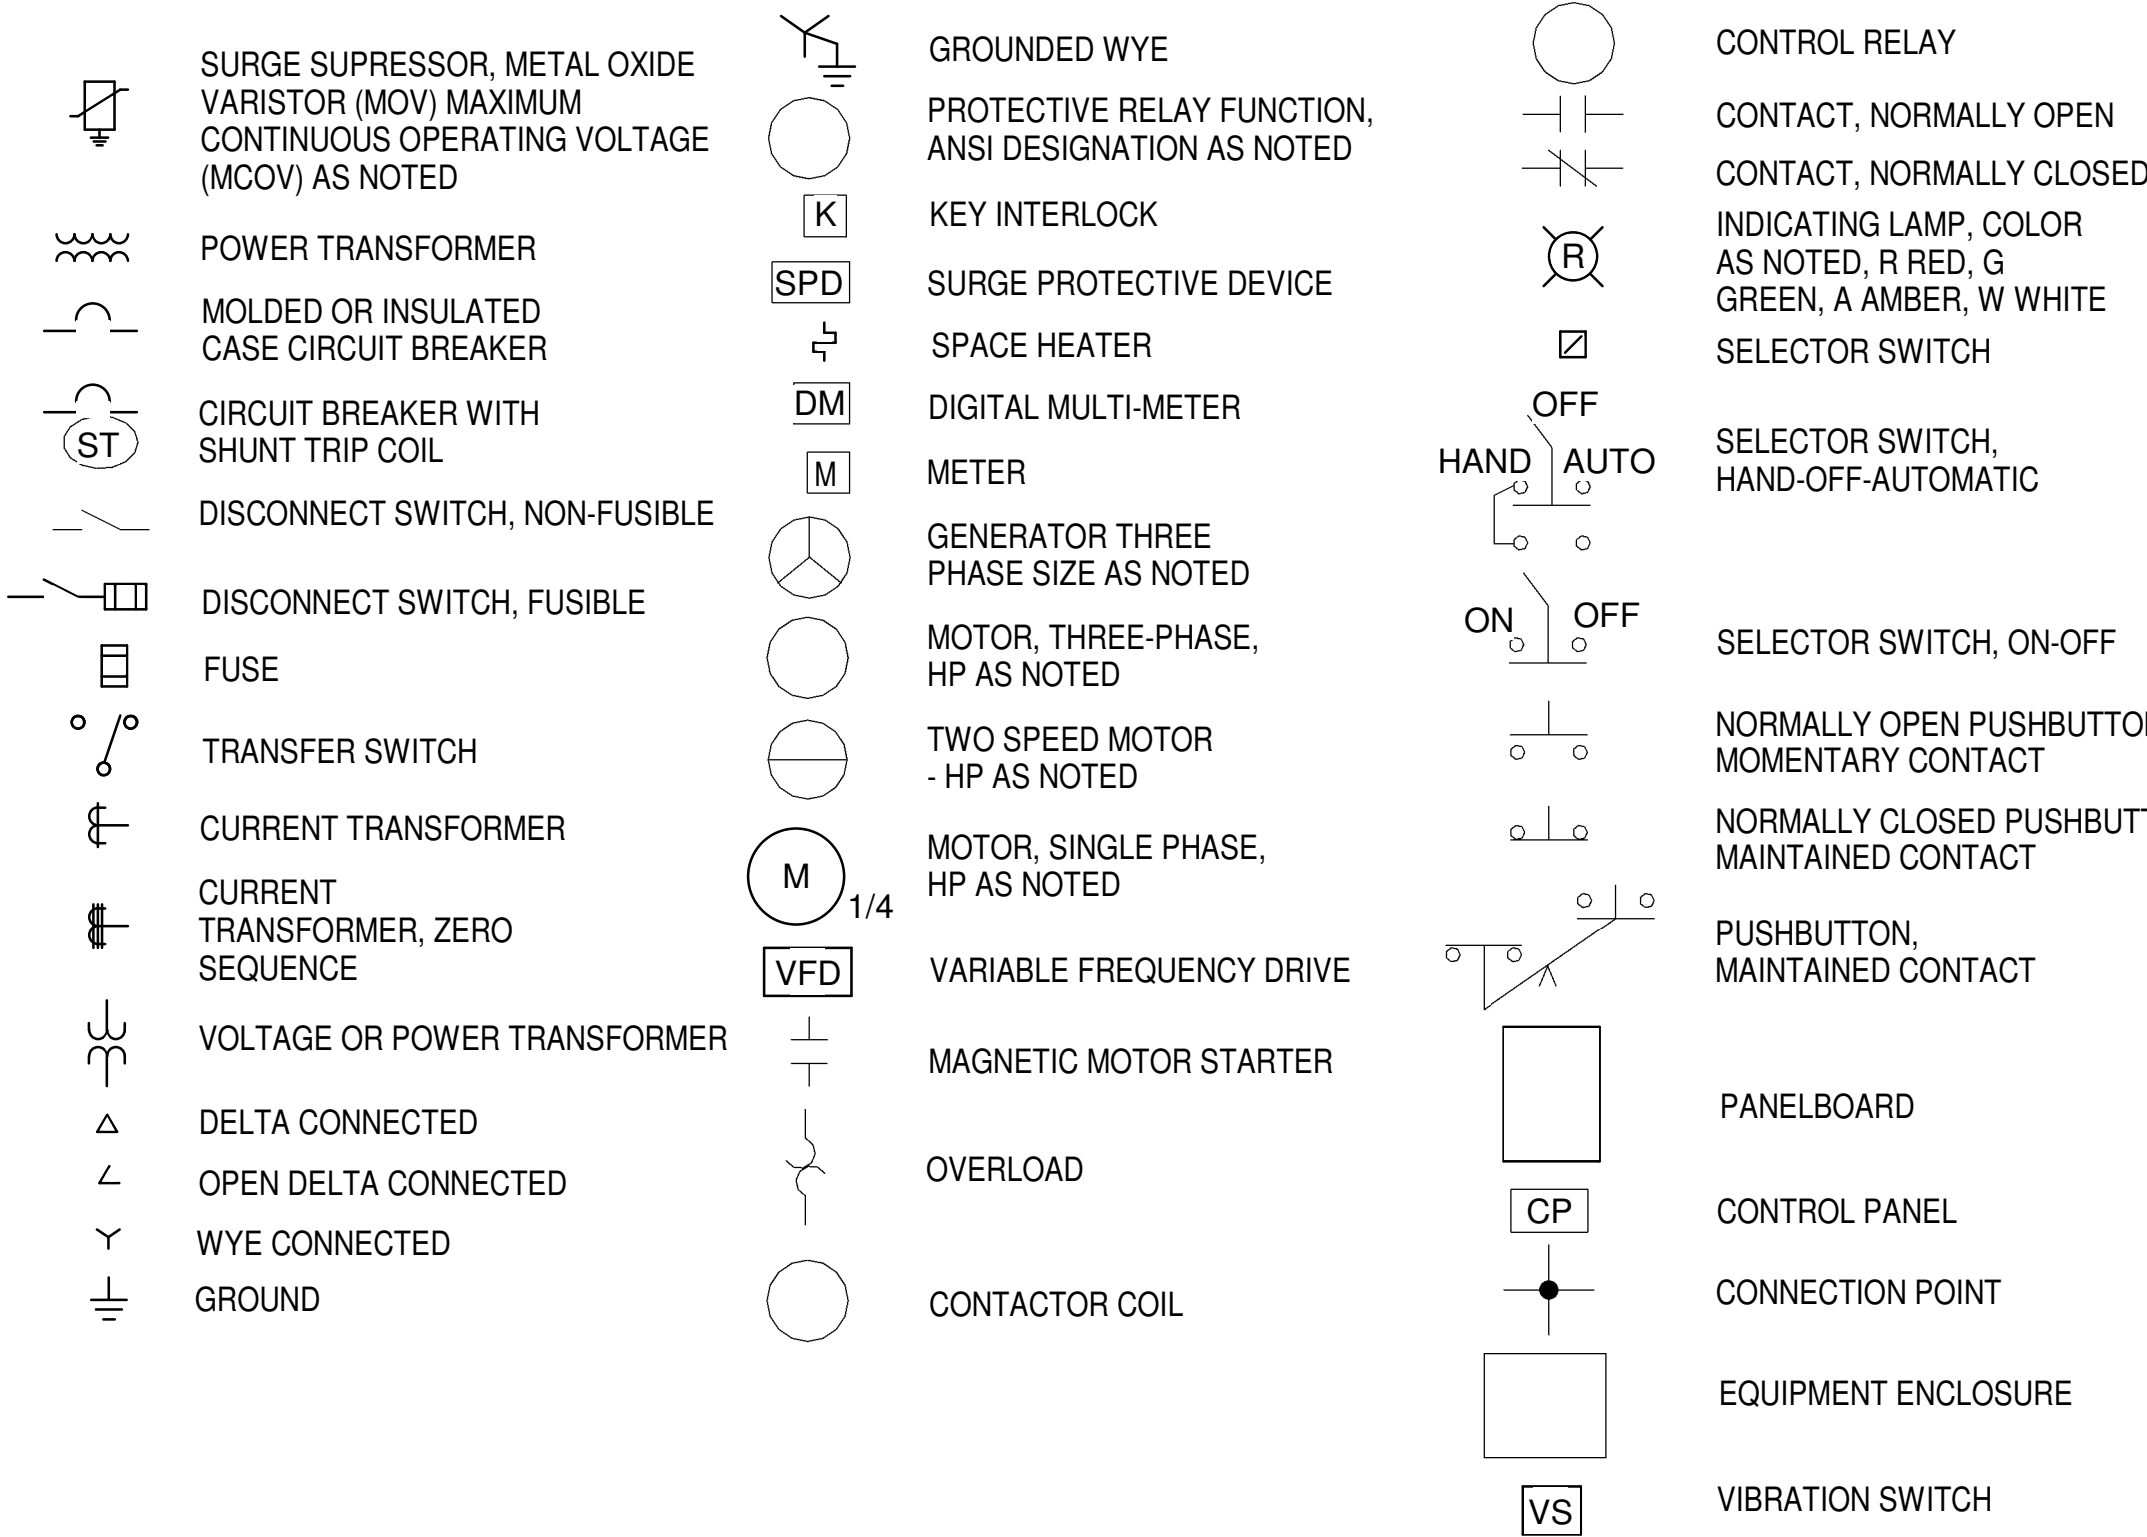 SURGE SUPRESSOR, METAL OXIDE
VARISTOR (MOV) MAXIMUM
CONTINUOUS OPERATING VOLTAGE
(MCOV) AS NOTED
POWER TRANSFORMER
MOLDED OR INSULATED
CASE CIRCUIT BREAKER
ST
CIRCUIT BREAKER WITH
SHUNT TRIP COIL
DISCONNECT SWITCH, NON-FUSIBLE
DISCONNECT SWITCH, FUSIBLE
FUSE
TRANSFER SWITCH
CURRENT TRANSFORMER
CURRENT
TRANSFORMER, ZERO
SEQUENCE
VOLTAGE OR POWER TRANSFORMER
DELTA CONNECTED
OPEN DELTA CONNECTED
WYE CONNECTED
GROUND
GROUNDED WYE
PROTECTIVE RELAY FUNCTION,
ANSI DESIGNATION AS NOTED
K
KEY INTERLOCK
SPD
SURGE PROTECTIVE DEVICE
SPACE HEATER
DM
DIGITAL MULTI-METER
M
METER
GENERATOR THREE
PHASE SIZE AS NOTED
MOTOR, THREE-PHASE,
HP AS NOTED
TWO SPEED MOTOR
- HP AS NOTED
M
1/4
MOTOR, SINGLE PHASE,
HP AS NOTED
VFD
VARIABLE FREQUENCY DRIVE
MAGNETIC MOTOR STARTER
OVERLOAD
CONTACTOR COIL
CONTROL RELAY
CONTACT, NORMALLY OPEN
CONTACT, NORMALLY CLOSED
R
INDICATING LAMP, COLOR
AS NOTED, R RED, G
GREEN, A AMBER, W WHITE
SELECTOR SWITCH
OFF
HAND AUTO
SELECTOR SWITCH,
HAND-OFF-AUTOMATIC
ON OFF
SELECTOR SWITCH, ON-OFF
NORMALLY OPEN
MOMENTARY CONTACT
NORMALLY CLOSED
MAINTAINED CONTACT
PUSHBUTTON,
MAINTAINED CONTACT
PANELBOARD
CP
CONTROL PANEL
CONNECTION POINT
EQUIPMENT ENCLOSURE
VS
VIBRATION SWITCH